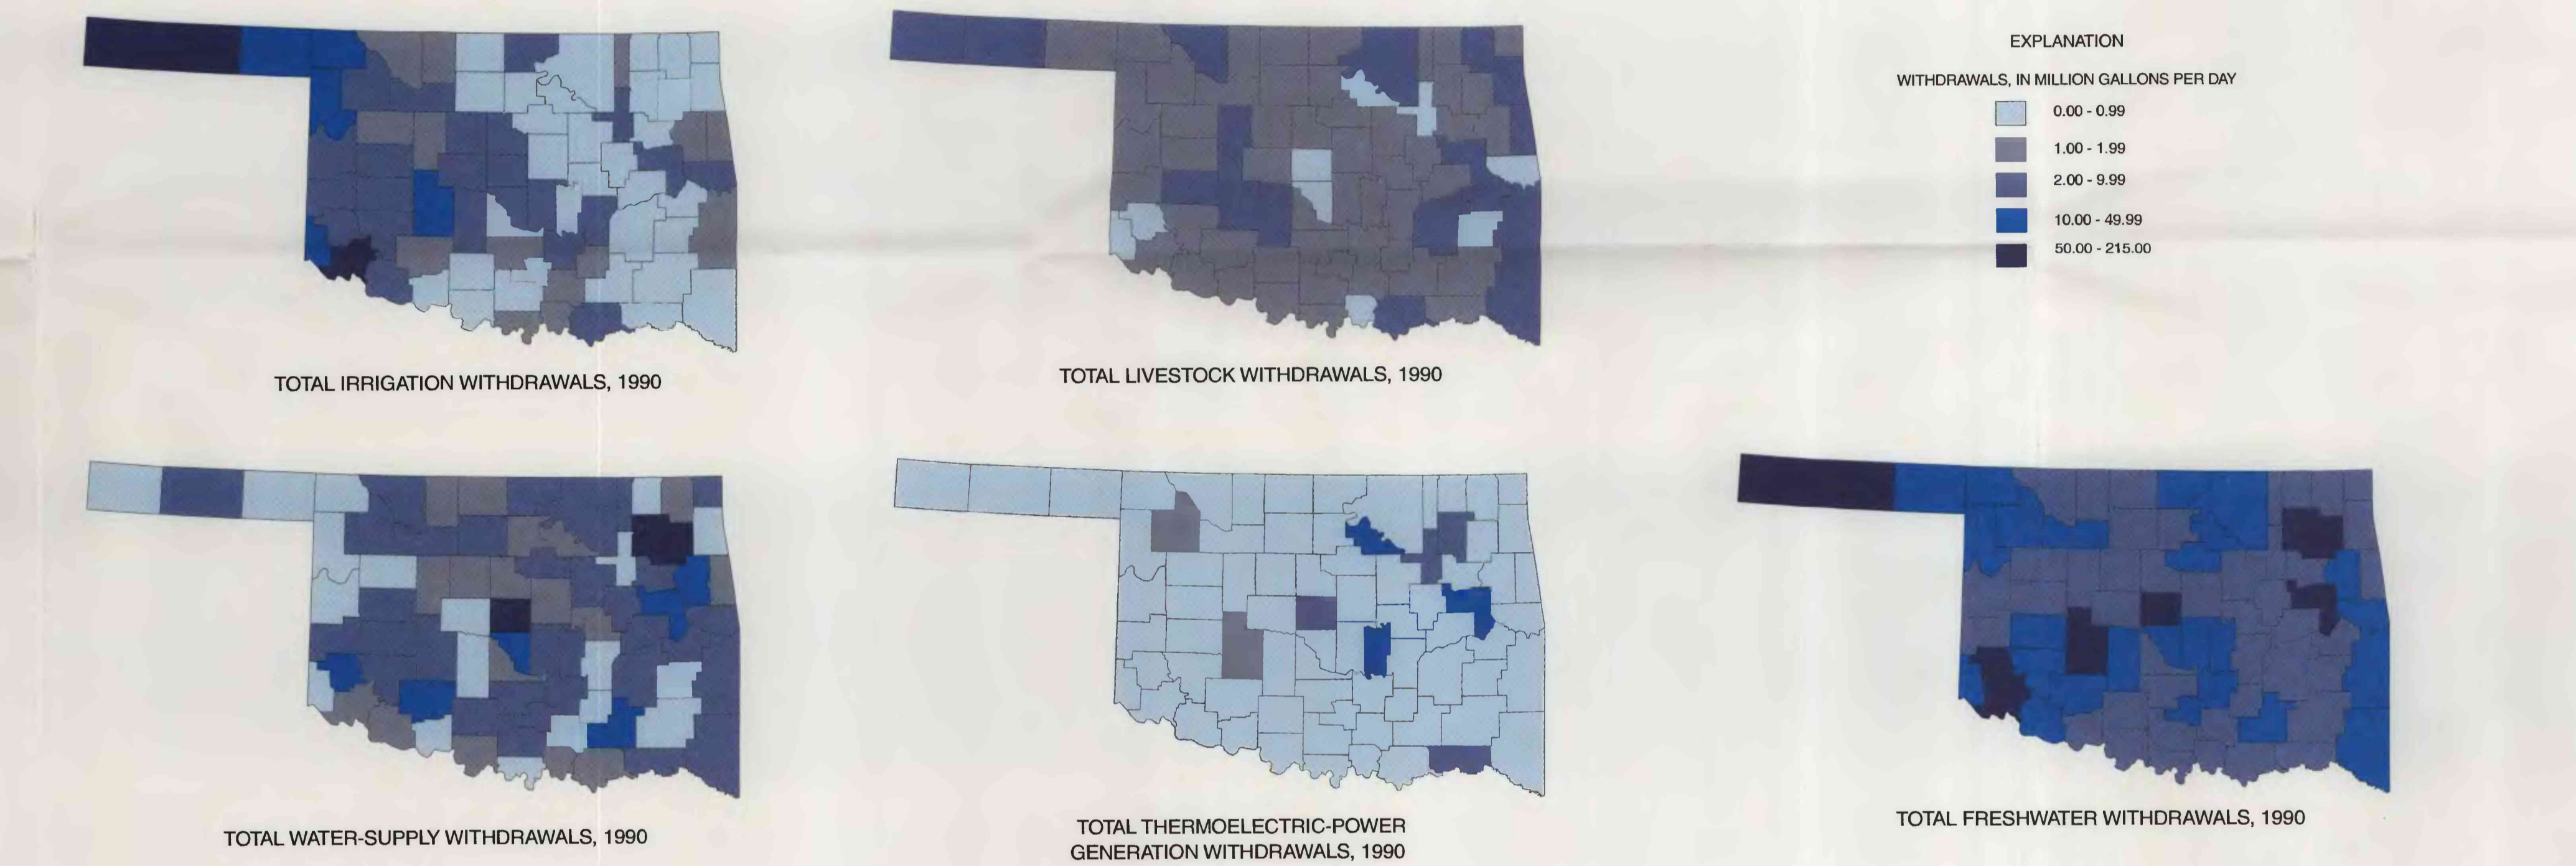 EXPLANATION
WITHDRAWALS, IN MILLION GALLONS PER DAY
0.00 - 0.99
1.00 - 1.99
2.00 - 9.99
10.00 - 49.99
50.00 - 215.00
TOTAL IRRIGATION WITHDRAWALS, 1990
TOTAL LIVESTOCK WITHDRAWALS, 1990
TOTAL WATER-SUPPLY WITHDRAWALS, 1990
TOTAL THERMOELECTRIC-POWER
GENERATION WITHDRAWALS, 1990
TOTAL FRESHWATER WITHDRAWALS, 1990